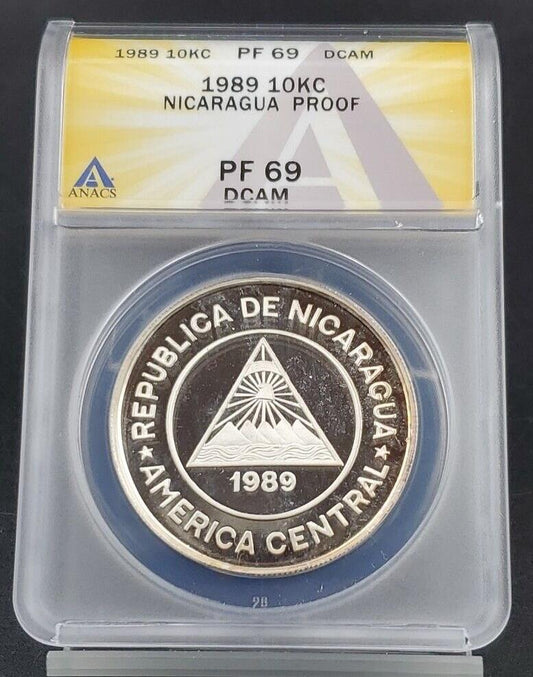 1989 10KC PF 69 DCAM
1989 10KC
NICARAGUA PROOF
PF 69
DCAM
ANACS
REPUBLICA DE NICARAGUA
1989
★ AMERICA CENTRAL ★
28